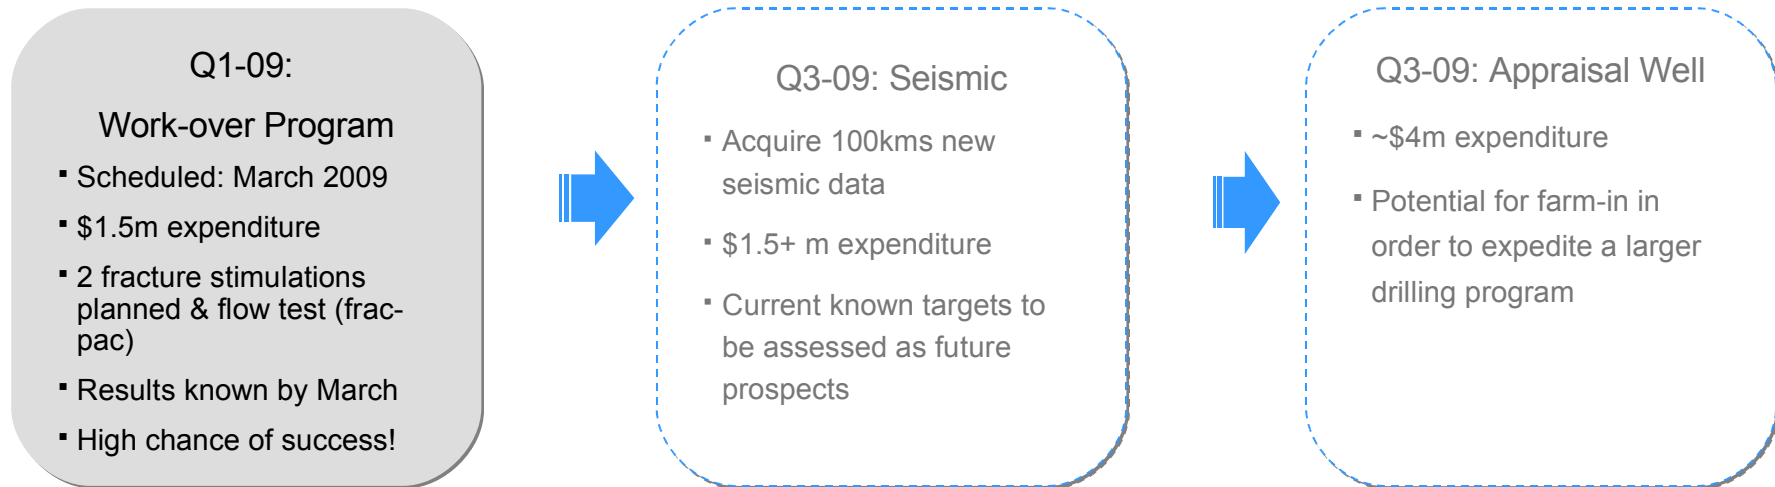 Q1-09:
Work-over Program
▪ Scheduled: March 2009
▪ $1.5m expenditure
▪ 2 fracture stimulations
planned & flow test (frac-
pac)
▪ Results known by March
▪ High chance of success!
Q3-09: Seismic
▪ Acquire 100kms new
seismic data
▪ $1.5+ m expenditure
▪ Current known targets to
be assessed as future
prospects
Q3-09: Appraisal Well
▪ ~$4m expenditure
▪ Potential for farm-in in
order to expedite a larger
drilling program